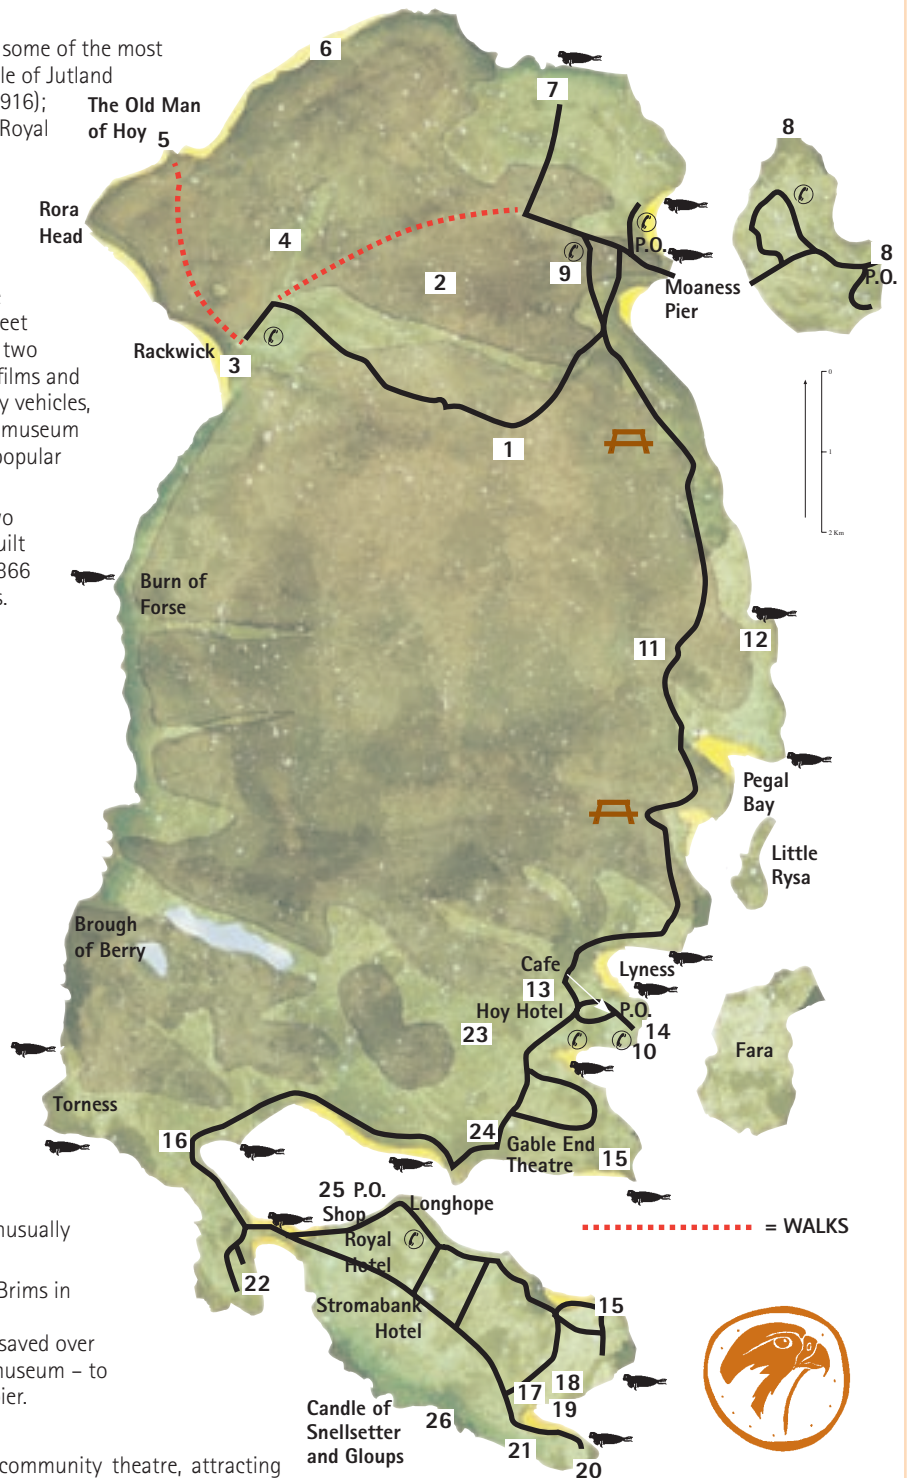 some of the most
le of Jutland
916);
Royal
eet
two
films and
y vehicles,
museum
popular
vo
uilt
366
s.
nusually
Brims in
saved over
museum – to
ier.
community theatre, attracting
6
7
The Old Man
of Hoy 5
8
Rora
Head
4
P.O.
8
P.O.
2
9
Moaness
Pier
Rackwick
3
0
1
1
2 Km
Burn of
Forse
12
11
Pegal
Bay
Little
Rysa
Brough
of Berry
Cafe
Lyness
13
Hoy Hotel
P.O.
14
23
10
Fara
Torness
16
24
Gable End
Theatre
15
25 P.O.
Shop
Longhope
= WALKS
Royal
Hotel
22
Stromabank
Hotel
15
18
17
19
Candle of
Snellsetter
and Gloups
26
21
20